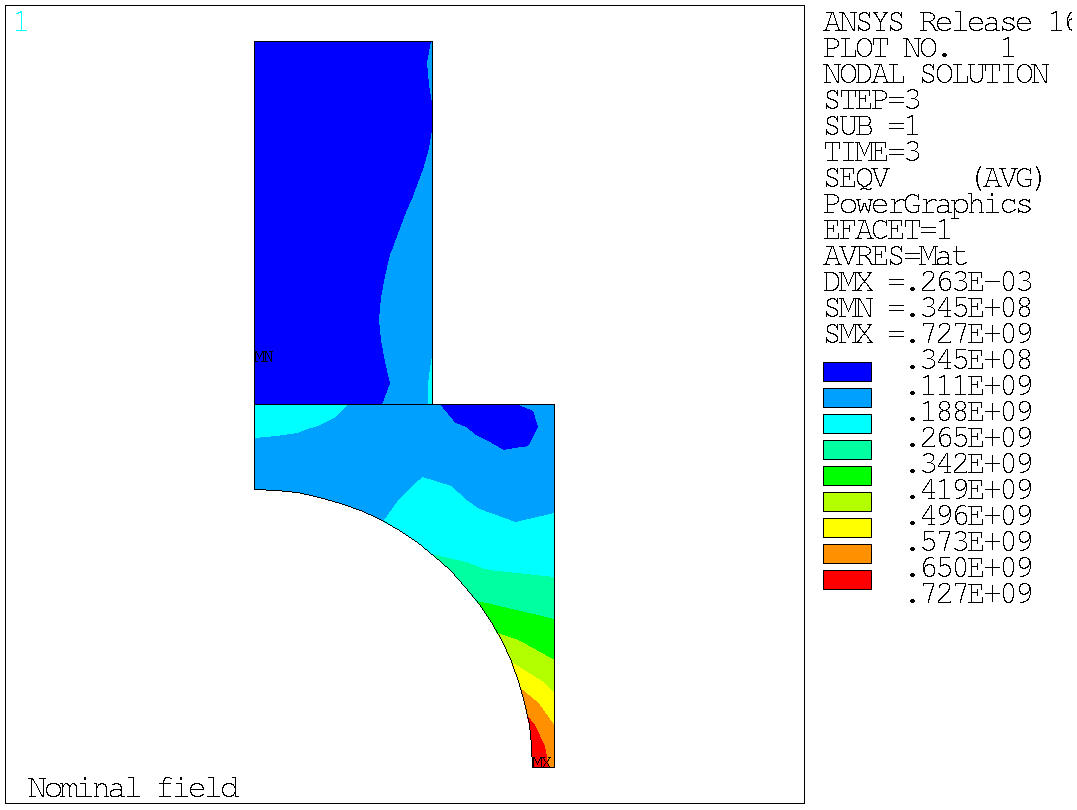 1
ANSYS Release 16
PLOT NO. 1
NODAL SOLUTION
STEP=3
SUB =1
TIME=3
SEQV (AVG)
PowerGraphics
EFACET=1
AVRES=Mat
DMX =.263E-03
SMN =.345E+08
SMX =.727E+09
.345E+08
.111E+09
.188E+09
.265E+09
.342E+09
.419E+09
.496E+09
.573E+09
.650E+09
.727E+09
MN
MX
Nominal field